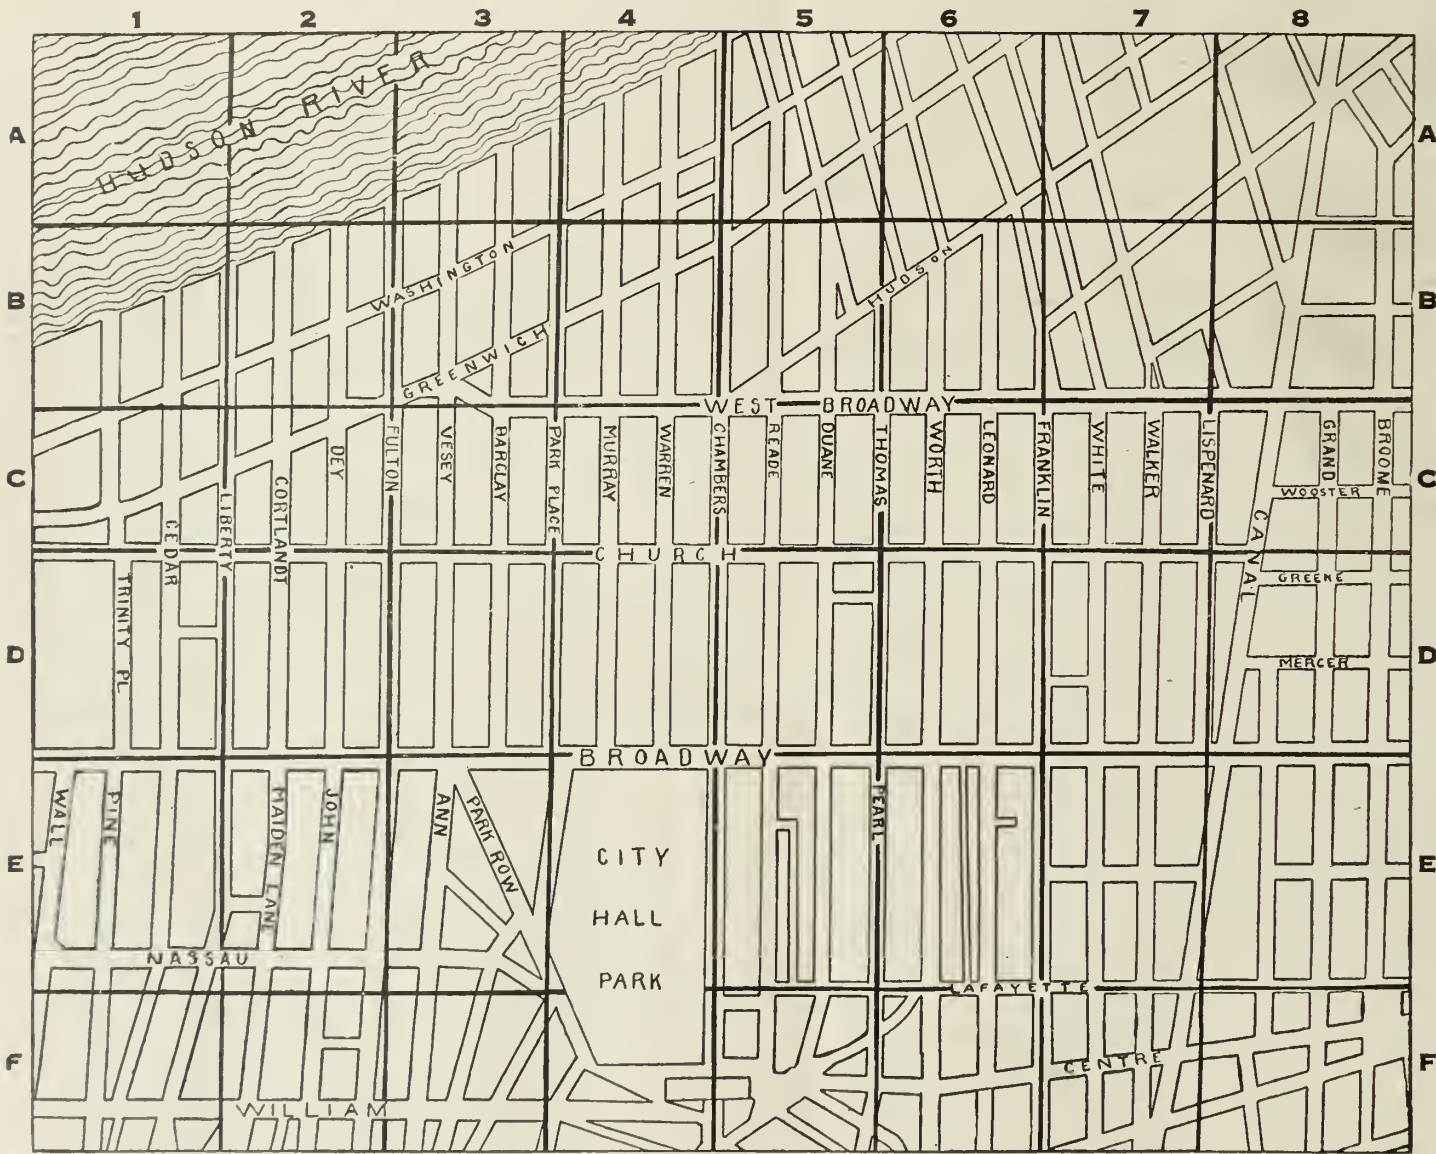 1 2 3 4 5 6 7 8
A A
HUDSON RIVER
B B
WASHINGTON
HUDSON
GREENWICH
WEST BROADWAY
C C
DEY
FULTON
VESEY
BARCLAY
PARK PLACE
MURRAY
WARREN
CHAMBERS
READE
DUANE
THOMAS
WORTH
LEONARD
FRANKLIN
WHITE
WALKER
LISPENARD
CANAL
GRAND
BROOME
WOOSTER
CEDAR
LIBERTY
CORTLANDT
CHURCH
GREENE
D D
TRINITY PL.
MERCER
BROADWAY
WALL
PINE
MAIDEN LANE
JOHN
ANN
PARK ROW
PEARL
E E
CITY
HALL
PARK
NASSAU
LAFAYETTE
F F
CENTRE
WILLIAM